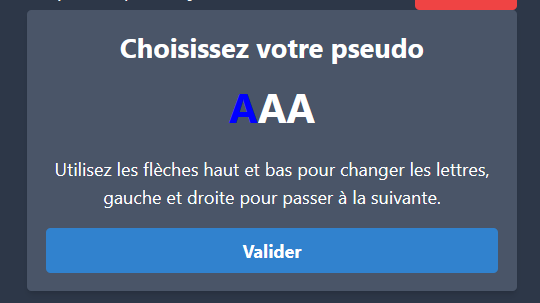 Choisissez votre pseudo
AAA
Utilisez les flèches haut et bas pour changer les lettres,
gauche et droite pour passer à la suivante.
Valider